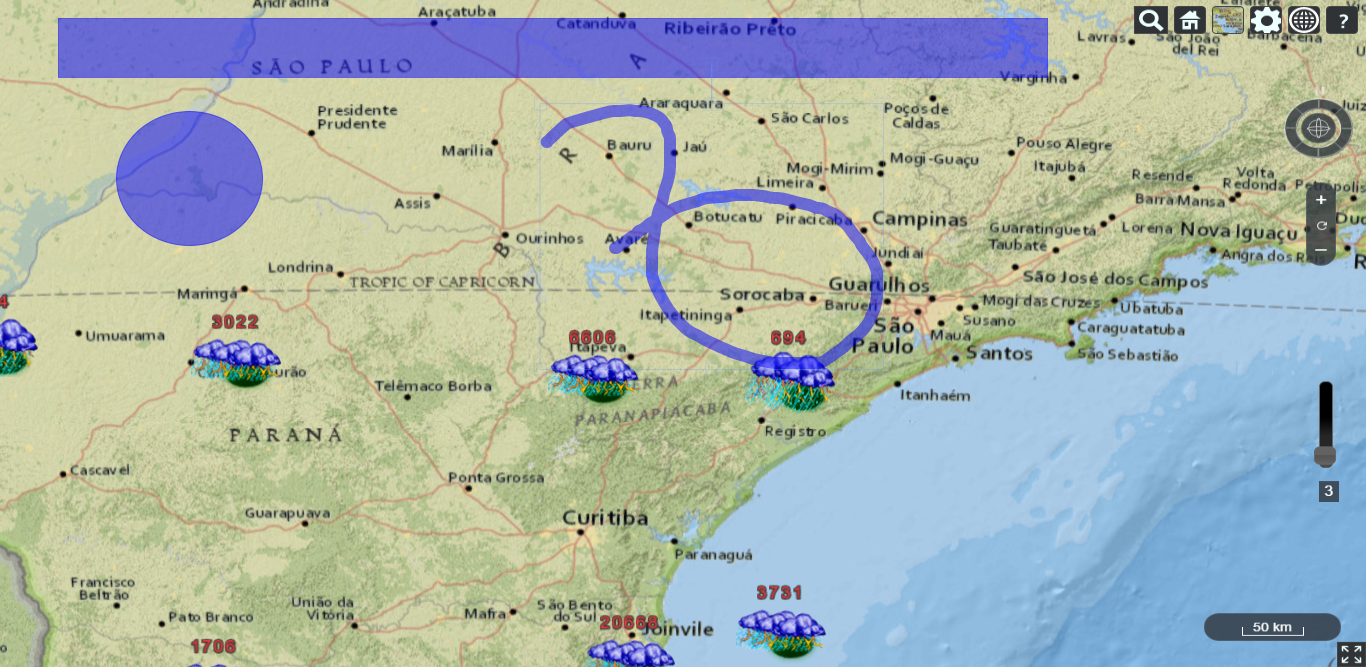 Andradina
Araçatuba
Catanduva
Ribeirão Preto
SÃO PAULO
A
Lavras
São João
del Rei
Barbacena
Varginha
Presidente
Prudente
Araraquara
São Carlos
Poços de
Caldas
Marília
R
Bauru
Jaú
Mogi-Mirim
Mogi-Guaçu
Pouso Alegre
Itajubá
Limeira
Resende
Volta
Redonda
Barra Mansa
Assis
Botucatu
Piracicaba
Campinas
Guaratinguetá
Lorena
Nova Iguaçu
Taubate
Ourinhos
Avaré
B
Jundiaí
Angra dos Reis
Londrina
TROPIC OF CAPRICORN
Maringá
Sorocaba
Guarulhos
Barueri
São José dos Campos
Mogi das Cruzes
Ubatuba
Itapetininga
Susano
São
Paulo
Mauá
Caraguatatuba
Umuarama
3022
6606
694
Itapeva
Santos
São Sebastião
Telêmaco Borba
SERRA
PARANAPIACABA
Itanhaém
PARANÁ
Registro
Cascavel
Ponta Grossa
Guarapuava
Curitiba
Paranaguá
Francisco
Beltrão
Pato Branco
União da
Vitória
Mafra
São Bento
do Sul
20668
Joinvile
3731
1706
?
+
−
3
50 km